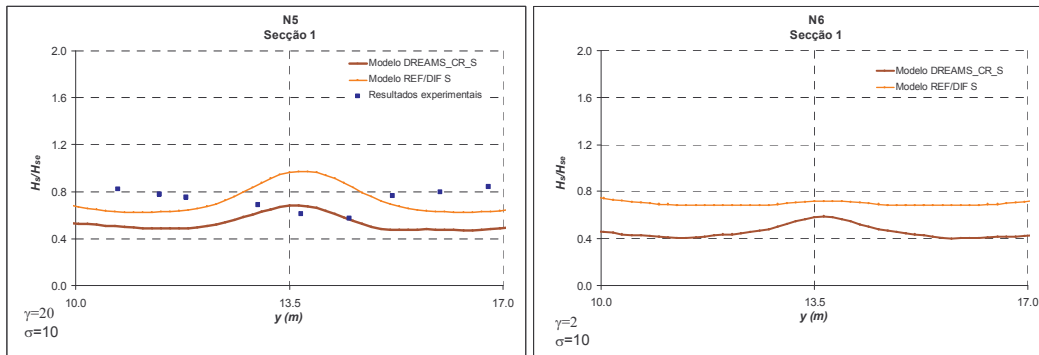 N5
Secção 1
2.0
1.6
1.2
0.8
0.4
0.0
Hs/Hse
Modelo DREAMS_CR_S
Modelo REF/DIF S
Resultados experimentais
10.0
13.5
17.0
y (m)
γ=20
σ=10
N6
Secção 1
2.0
1.6
1.2
0.8
0.4
0.0
Hs/Hse
Modelo DREAMS_CR_S
Modelo REF/DIF S
10.0
13.5
17.0
y (m)
γ=2
σ=10